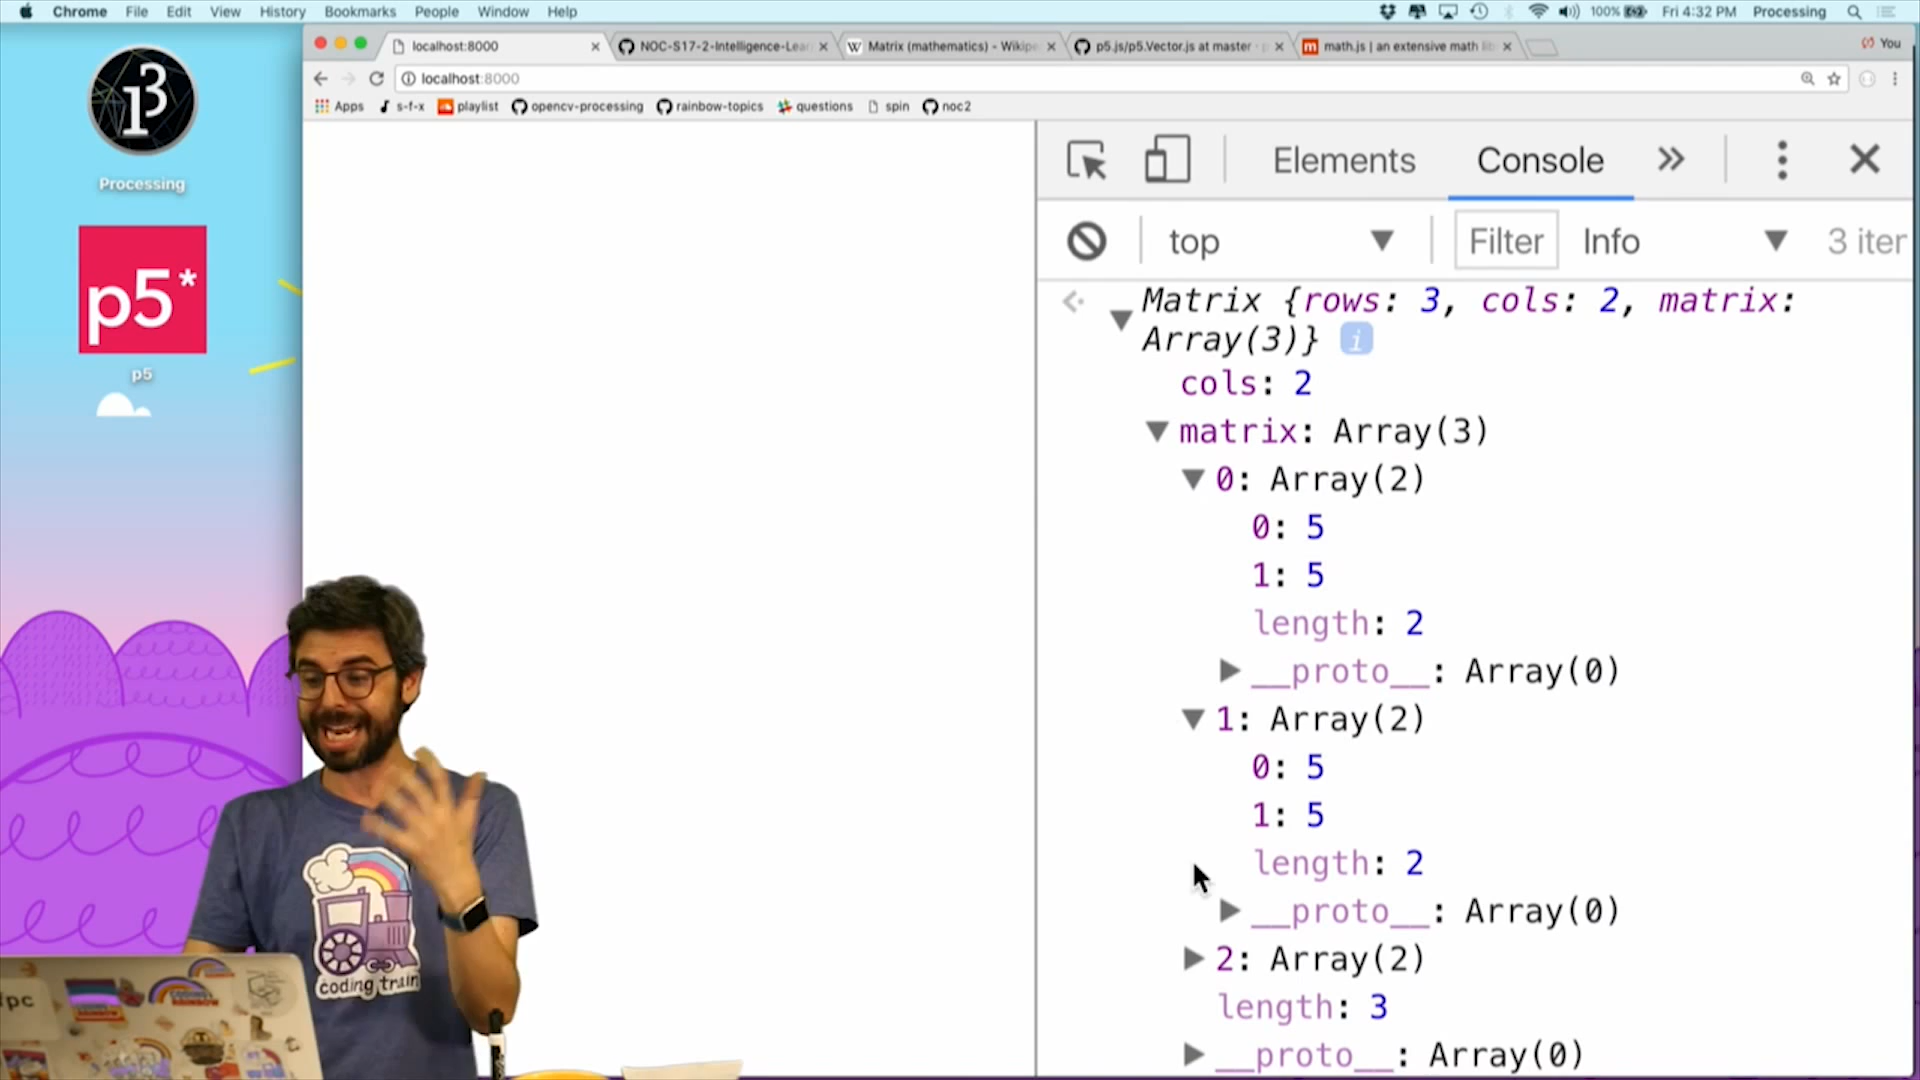 Chrome File Edit View History Bookmarks People Window Help 100% Fri 4:32 PM Processing
localhost:8000 NOC-S17-2-Intelligence-Lear Matrix (mathematics) - Wikipe p5.js/p5.Vector.js at master · p math.js | an extensive math lib You
localhost:8000
Apps s-f-x playlist opencv-processing rainbow-topics questions spin noc2
Processing
p5*
p5
Elements Console
top Filter Info 3 iter
Matrix {rows: 3, cols: 2, matrix:
Array(3)} i
cols: 2
matrix: Array(3)
0: Array(2)
0: 5
1: 5
length: 2
__proto__: Array(0)
1: Array(2)
0: 5
1: 5
length: 2
__proto__: Array(0)
2: Array(2)
length: 3
__proto__: Array(0)
coding train
fpc
CODING
RAINBOW